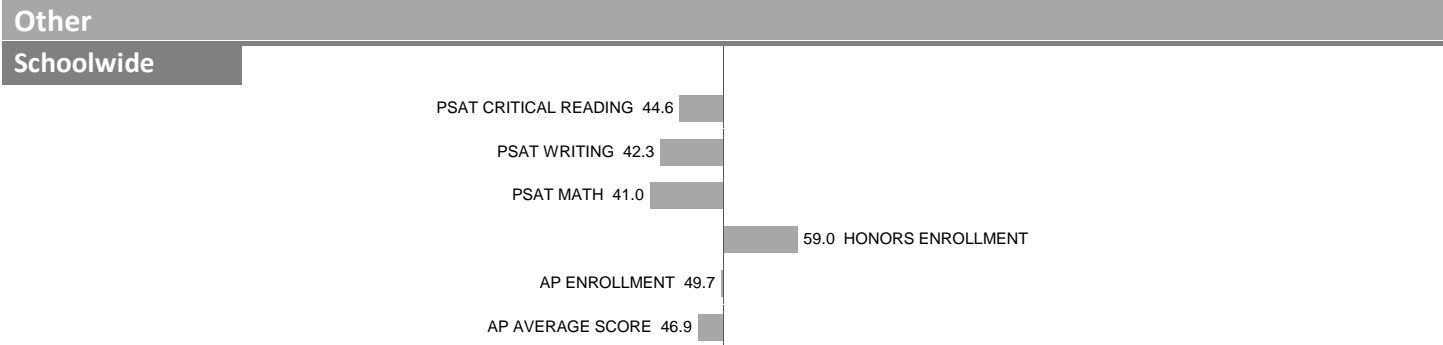 Other
Schoolwide
PSAT CRITICAL READING 44.6
PSAT WRITING 42.3
PSAT MATH 41.0
59.0 HONORS ENROLLMENT
AP ENROLLMENT 49.7
AP AVERAGE SCORE 46.9